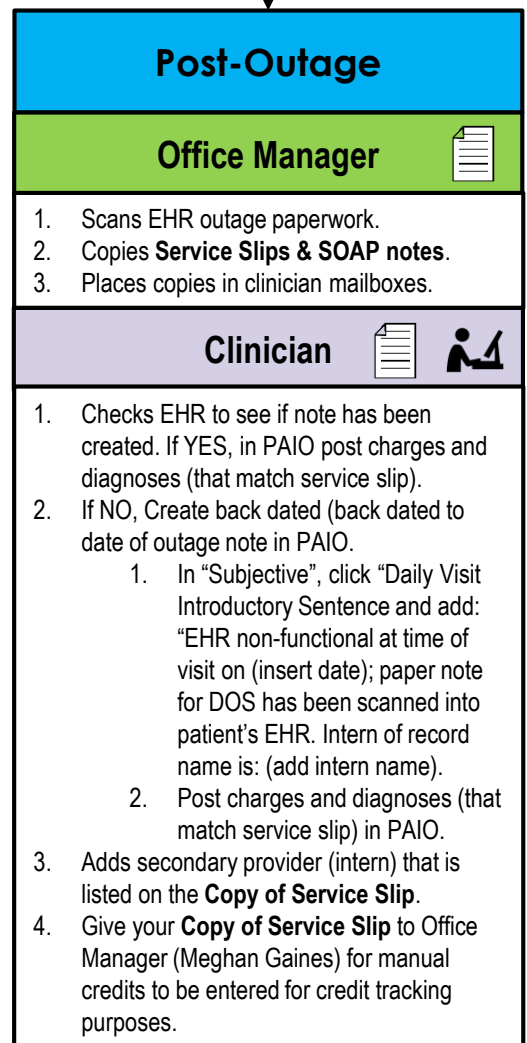 Post-Outage
Office Manager
1. Scans EHR outage paperwork.
2. Copies Service Slips & SOAP notes.
3. Places copies in clinician mailboxes.
Clinician
1. Checks EHR to see if note has been
created. If YES, in PAIO post charges and
diagnoses (that match service slip).
2. If NO, Create back dated (back dated to
date of outage note in PAIO.
1. In “Subjective”, click “Daily Visit
Introductory Sentence and add:
“EHR non-functional at time of
visit on (insert date); paper note
for DOS has been scanned into
patient’s EHR. Intern of record
name is: (add intern name).
2. Post charges and diagnoses (that
match service slip) in PAIO.
3. Adds secondary provider (intern) that is
listed on the Copy of Service Slip.
4. Give your Copy of Service Slip to Office
Manager (Meghan Gaines) for manual
credits to be entered for credit tracking
purposes.